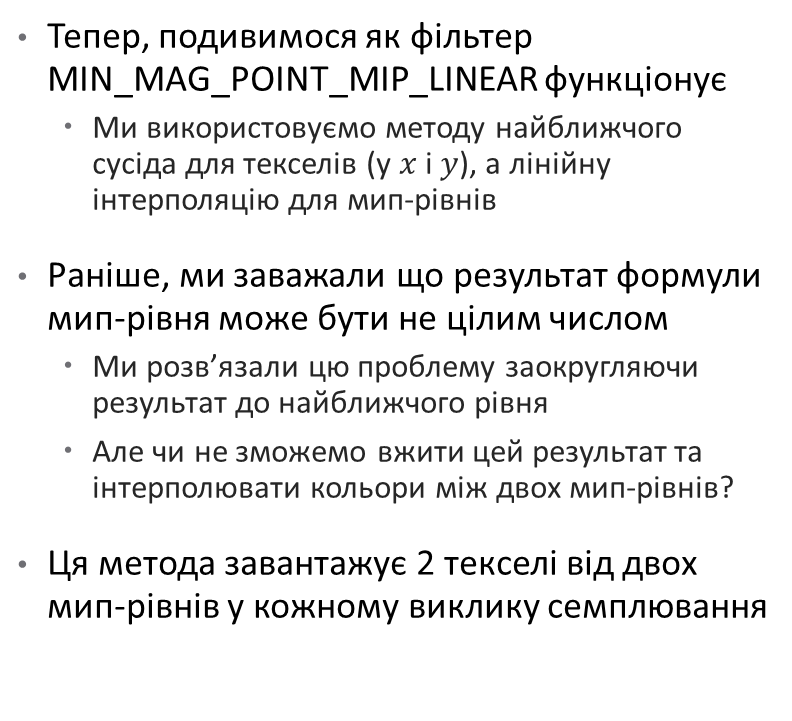 • Тепер, подивимося як фільтер
MIN_MAG_POINT_MIP_LINEAR функціонує
• Ми використовуємо методу найближчого
сусіда для текселів (у x і y), а лінійну
інтерполяцію для мип-рівнів
• Раніше, ми заважали що результат формули
мип-рівня може бути не цілим числом
• Ми розв’язали цю проблему заокругляючи
результат до найближчого рівня
• Але чи не зможемо вжити цей результат та
інтерполювати кольори між двох мип-рівнів?
• Ця метода завантажує 2 текселі від двох
мип-рівнів у кожному виклику семплювання